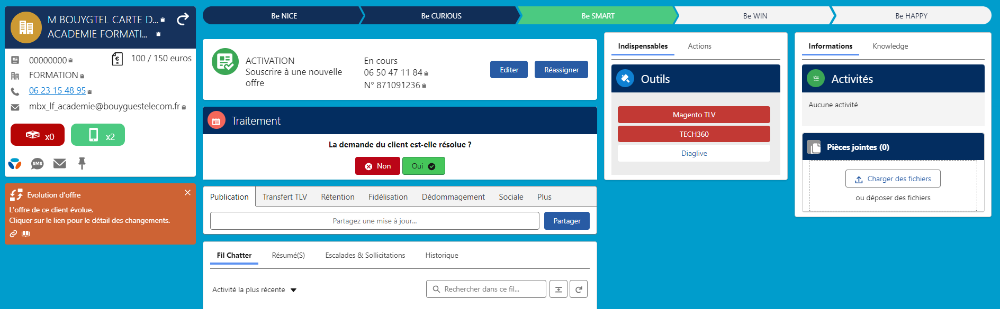 M BOUYGTEL CARTE D...
ACADEMIE FORMATI...
00000000
100 / 150 euros
FORMATION
06 23 15 48 95
mbx_lf_academie@bouyguestelecom.fr
x0
x2
SMS
Evolution d'offre
L'offre de ce client évolue.
Cliquer sur le lien pour le détail des changements.
Be NICE
Be CURIOUS
Be SMART
Be WIN
Be HAPPY
ACTIVATION
Souscrire à une nouvelle
offre
En cours
06 50 47 11 84
N° 871091236
Editer
Réassigner
Traitement
La demande du client est-elle résolue ?
Non
Oui
Publication
Transfert TLV
Rétention
Fidélisation
Dédommagement
Sociale
Plus
Partagez une mise à jour...
Partager
Fil Chatter
Résumé(S)
Escalades & Sollicitations
Historique
Activité la plus récente
Rechercher dans ce fil...
Indispensables
Actions
Outils
Magento TLV
TECH360
Diaglive
Informations
Knowledge
Activités
Aucune activité
Pièces jointes (0)
Charger des fichiers
ou déposer des fichiers